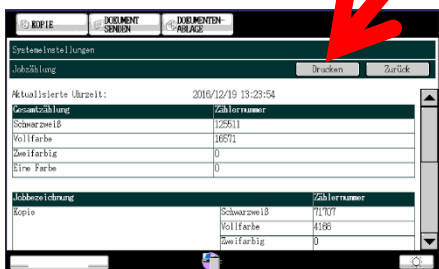 KOPIE
DOKUMENT SENDEN
DOKUMENTEN-ABLAGE
Systemeinstellungen
Jobzählung
Drucken
Zurück
Aktualisierte Uhrzeit: 2016/12/19 13:23:54
Gesamtzählung Zählernummer
Schwarzweiß 125511
Vollfarbe 16571
Zweifarbig 0
Eine Farbe 0
Jobbezeichnung Zählernummer
Kopie Schwarzweiß 71707
Vollfarbe 4166
Zweifarbig 0